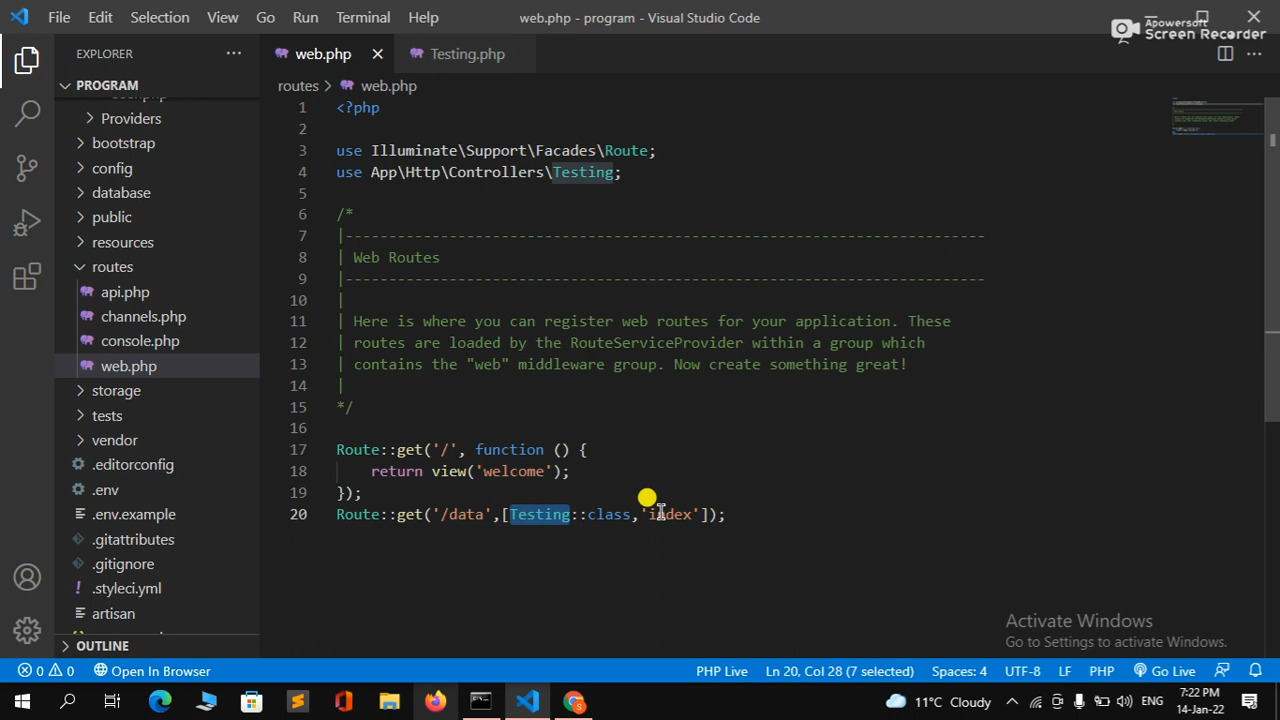 File Edit Selection View Go Run Terminal Help
web.php - program - Visual Studio Code
Apowersoft
Screen Recorder
EXPLORER
web.php
Testing.php
PROGRAM
routes > web.php
Providers
bootstrap
config
database
public
resources
routes
api.php
channels.php
console.php
web.php
storage
tests
vendor
.editorconfig
.env
.env.example
.gitattributes
.gitignore
.styleci.yml
artisan
OUTLINE
1 <?php
2
3 use Illuminate\Support\Facades\Route;
4 use App\Http\Controllers\Testing;
5
6 /*
7 |--------------------------------------------------------------------------
8 | Web Routes
9 |--------------------------------------------------------------------------
10 |
11 | Here is where you can register web routes for your application. These
12 | routes are loaded by the RouteServiceProvider within a group which
13 | contains the "web" middleware group. Now create something great!
14 |
15 */
16
17 Route::get('/', function () {
18 return view('welcome');
19 });
20 Route::get('/data',[Testing::class,'index']);
Activate Windows
Go to Settings to activate Windows.
0 0 Open In Browser
PHP Live Ln 20, Col 28 (7 selected) Spaces: 4 UTF-8 LF PHP Go Live
11°C Cloudy ENG
7:22 PM
14-Jan-22